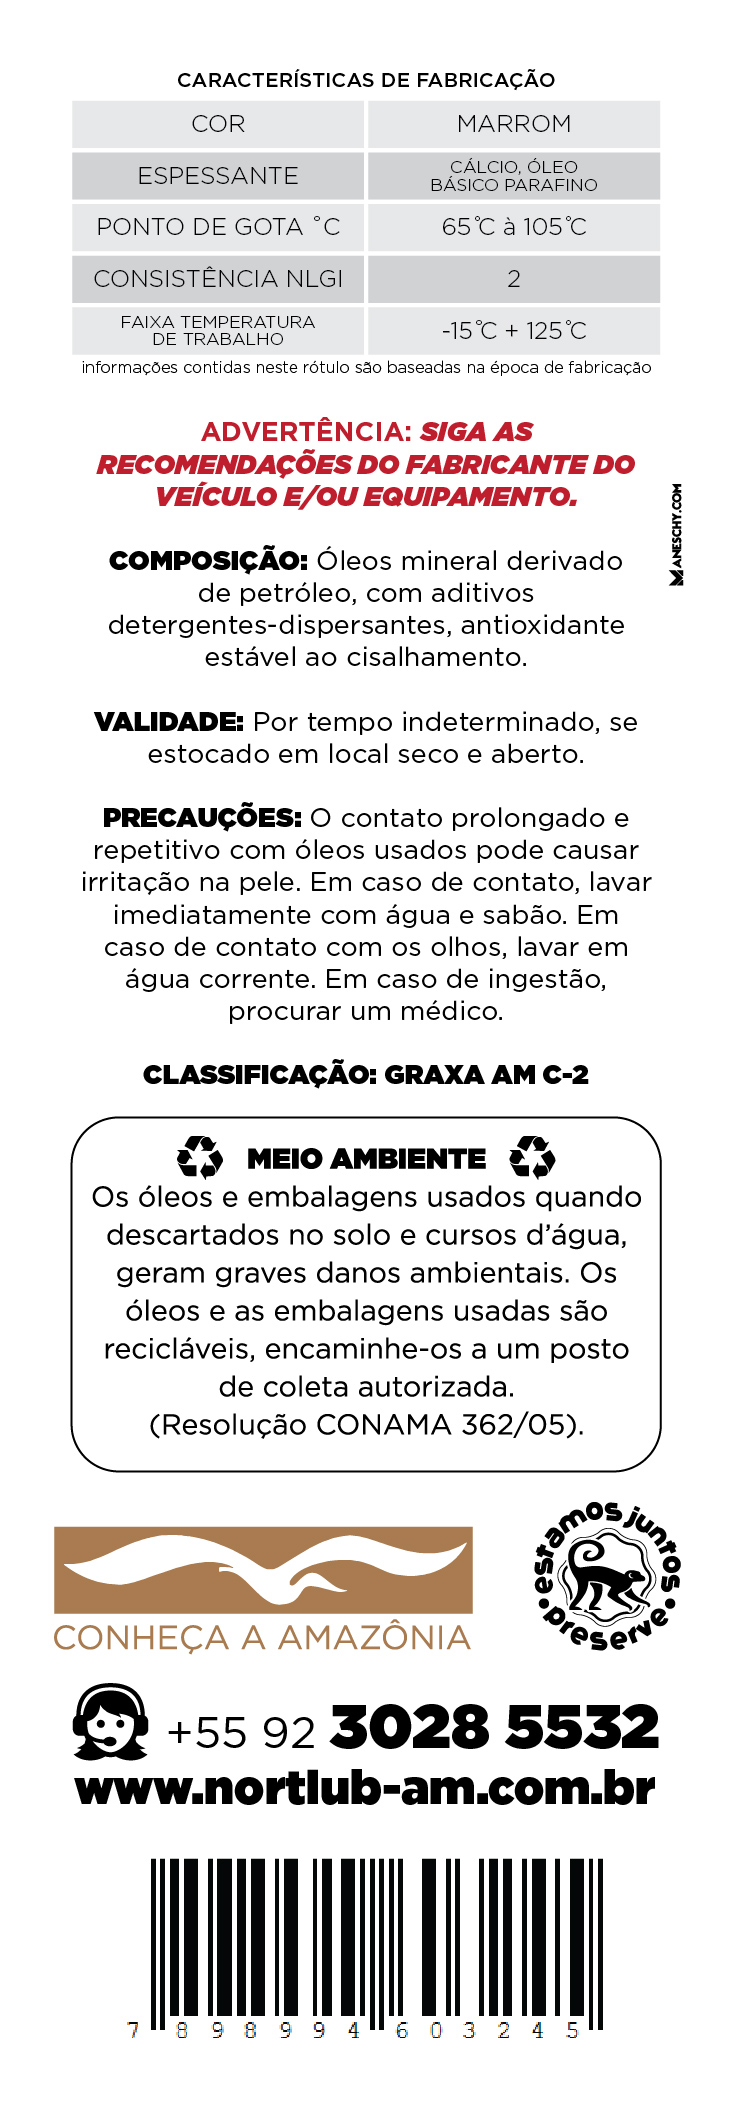 CARACTERÍSTICAS DE FABRICAÇÃO
COR MARROM
ESPESSANTE CÁLCIO, ÓLEO
BÁSICO PARAFINO
PONTO DE GOTA °C 65°C à 105°C
CONSISTÊNCIA NLGI 2
FAIXA TEMPERATURA
DE TRABALHO -15°C + 125°C
informações contidas neste rótulo são baseadas na época de fabricação
ADVERTÊNCIA: SIGA AS
RECOMENDAÇÕES DO FABRICANTE DO
VEÍCULO E/OU EQUIPAMENTO.
MANESCHY.COM
COMPOSIÇÃO: Óleos mineral derivado
de petróleo, com aditivos
detergentes-dispersantes, antioxidante
estável ao cisalhamento.
VALIDADE: Por tempo indeterminado, se
estocado em local seco e aberto.
PRECAUÇÕES: O contato prolongado e
repetitivo com óleos usados pode causar
irritação na pele. Em caso de contato, lavar
imediatamente com água e sabão. Em
caso de contato com os olhos, lavar em
água corrente. Em caso de ingestão,
procurar um médico.
CLASSIFICAÇÃO: GRAXA AM C-2
MEIO AMBIENTE
Os óleos e embalagens usados quando
descartados no solo e cursos d'água,
geram graves danos ambientais. Os
óleos e as embalagens usadas são
recicláveis, encaminhe-os a um posto
de coleta autorizada.
(Resolução CONAMA 362/05).
CONHEÇA A AMAZÔNIA
estamos juntos
preserve
+55 92 3028 5532
www.nortlub-am.com.br
7 898994 603245